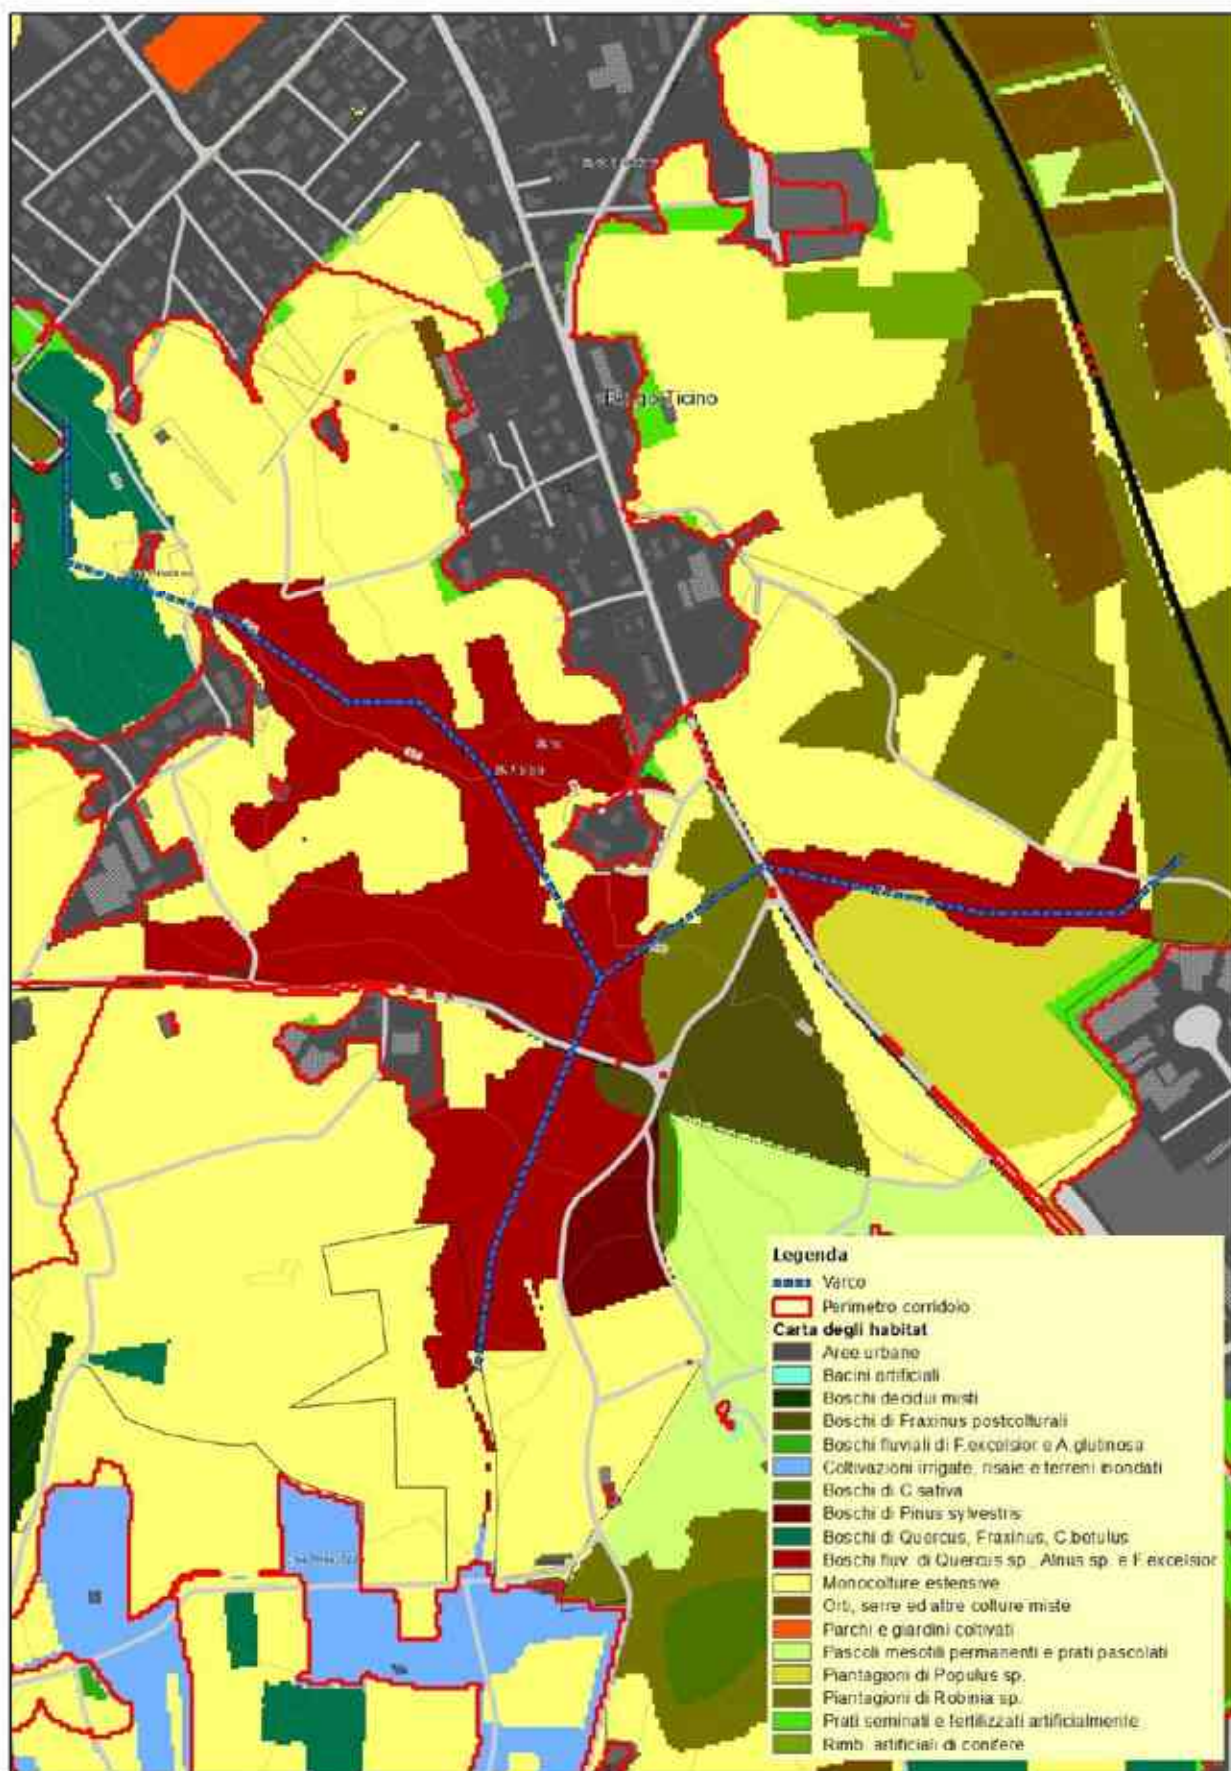 Ticino
Legenda
Varco
Perimetro corridoio
Carta degli habitat
Aree urbane
Bacini artificiali
Boschi decidui misti
Boschi di Fraxinus postcolturali
Boschi fluviali di F.excelsior e A.glutinosa
Coltivazioni irrigate, risaie e terreni inondati
Boschi di C.sativa
Boschi di Pinus sylvestris
Boschi di Quercus, Fraxinus, C.betulus
Boschi fluv. di Quercus sp., Alnus sp. e F.excelsior
Monocolture estensive
Orti, serre ed altre colture miste
Parchi e giardini coltivati
Pascoli mesofili permanenti e prati pascolati
Piantagioni di Populus sp.
Piantagioni di Robinia sp.
Prati seminati e fertilizzati artificialmente
Rimb. artificiali di conifere